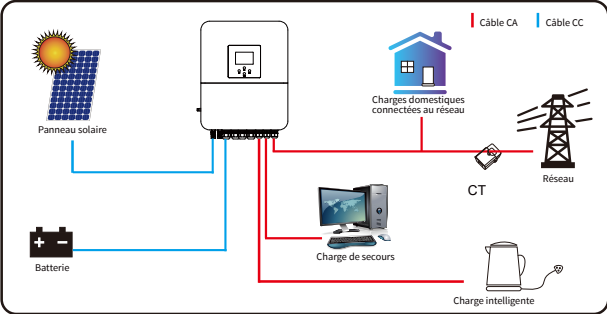 Câble CA
Câble CC
Panneau solaire
Charges domestiques
connectées au réseau
CT
Réseau
Batterie
Charge de secours
Charge intelligente